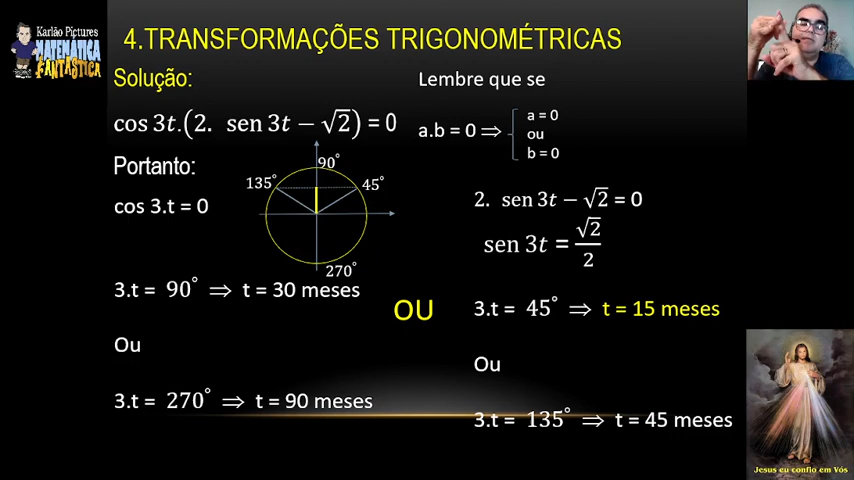 Karlão Pictures
MATEMÁTICA
FANTÁSTICA
4.TRANSFORMAÇÕES TRIGONOMÉTRICAS
Solução:
cos 3t.(2. sen 3t − √2) = 0
Portanto:
cos 3.t = 0
90°
135°
45°
270°
3.t = 90° ⇒ t = 30 meses
Ou
3.t = 270° ⇒ t = 90 meses
OU
Lembre que se
a.b = 0 ⇒
a = 0
ou
b = 0
2. sen 3t − √2 = 0
sen 3t = √2/2
3.t = 45° ⇒ t = 15 meses
Ou
3.t = 135° ⇒ t = 45 meses
Jesus eu confio em Vós